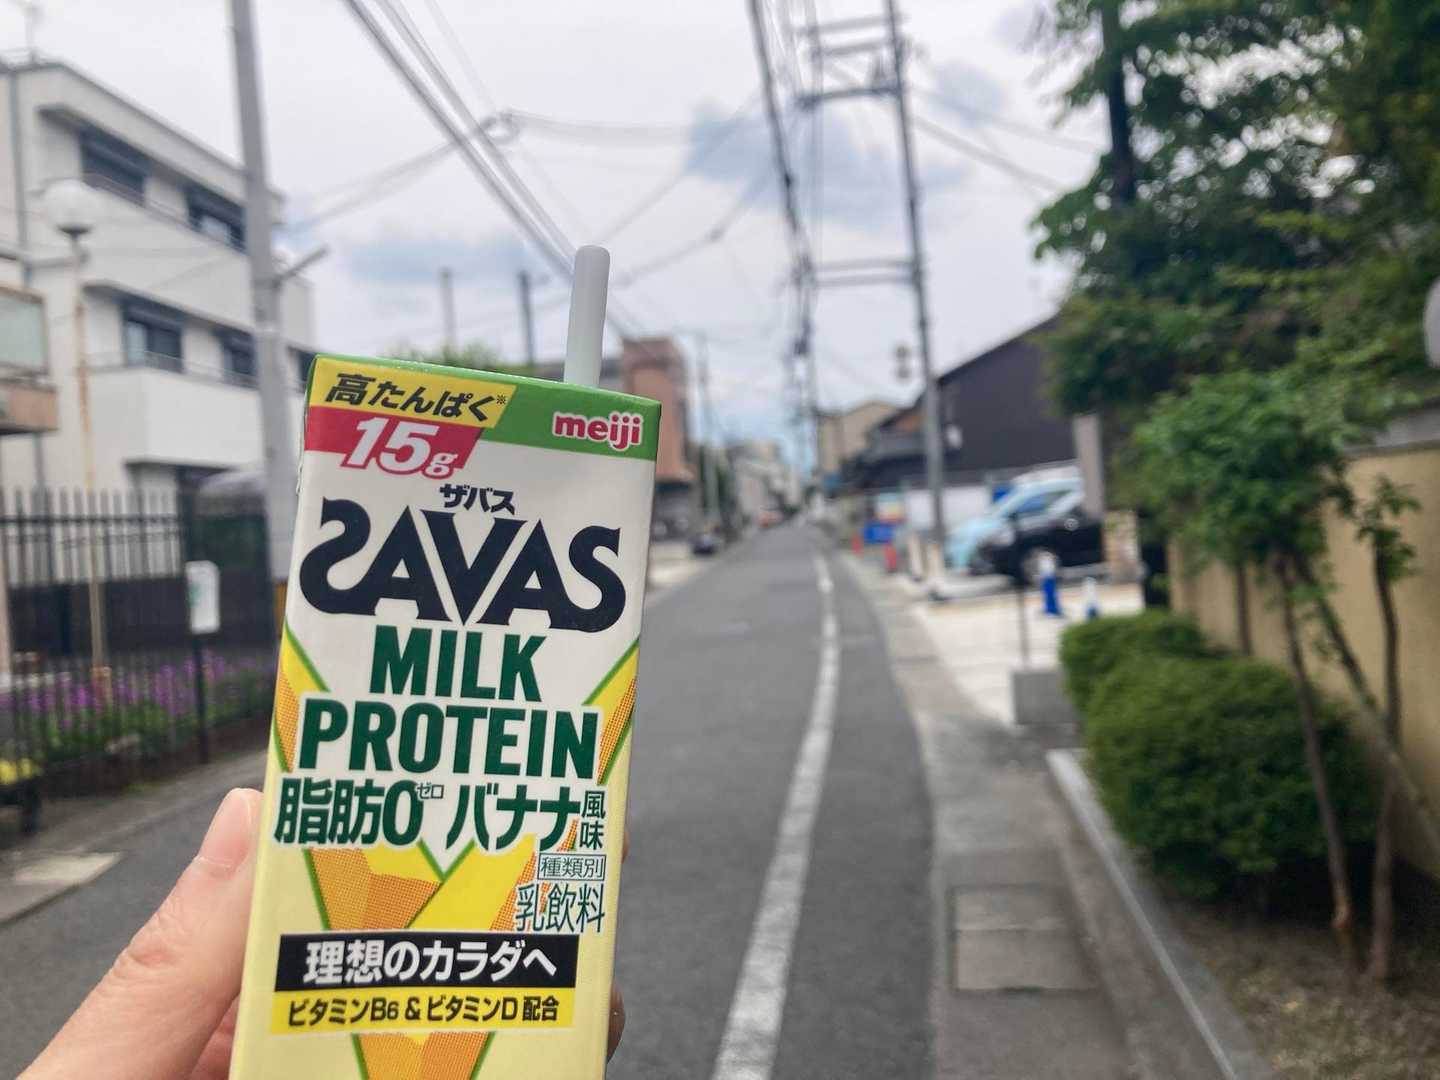 高たんぱく※
15g
meiji
ザバス
SAVAS
MILK
PROTEIN
脂肪0ゼロ バナナ風味
種類別
乳飲料
理想のカラダへ
ビタミンB6 & ビタミンD 配合